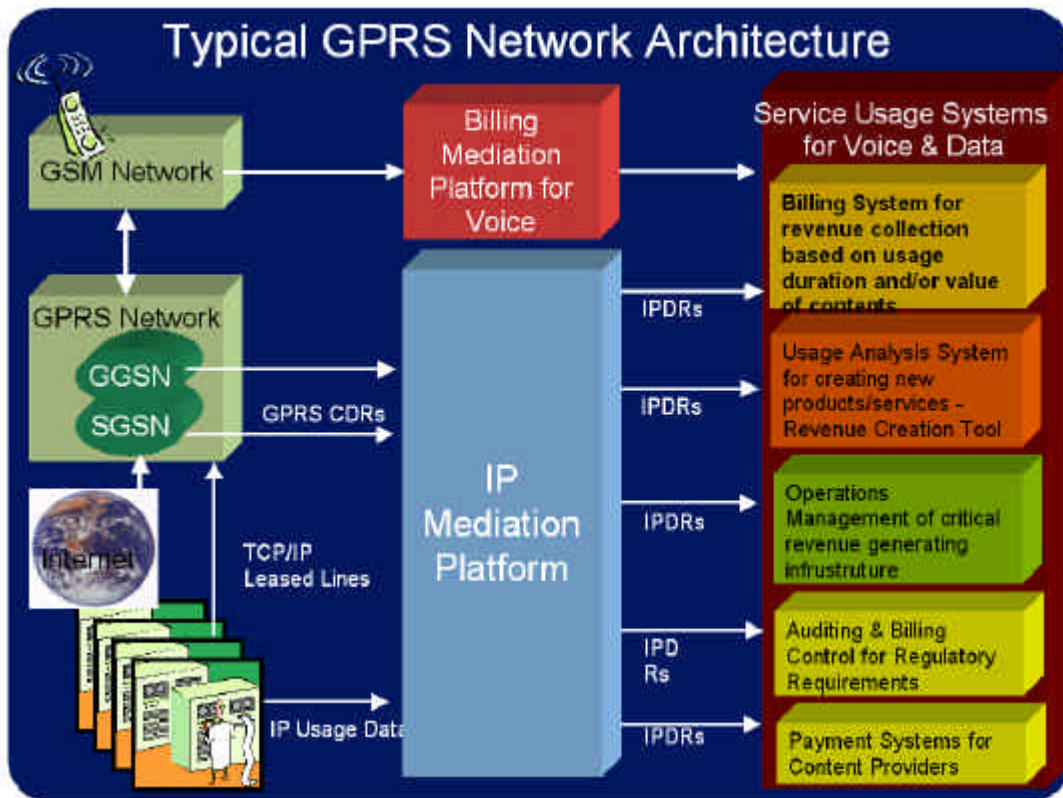 Typical GPRS Network Architecture
GSM Network
Billing
Mediation
Platform for
Voice
Service Usage Systems
for Voice & Data
Billing System for
revenue collection
based on usage
duration and/or value
of contents
GPRS Network
GGSN
SGSN
GPRS CDRs
Internet
TCP/IP
Leased Lines
IP Usage Data
IP
Mediation
Platform
IPDRs
IPDRs
IPDRs
IPD
Rs
IPDRs
Usage Analysis System
for creating new
products/services –
Revenue Creation Tool
Operations
Management of critical
revenue generating
infrustruture
Auditing & Billing
Control for Regulatory
Requirements
Payment Systems for
Content Providers